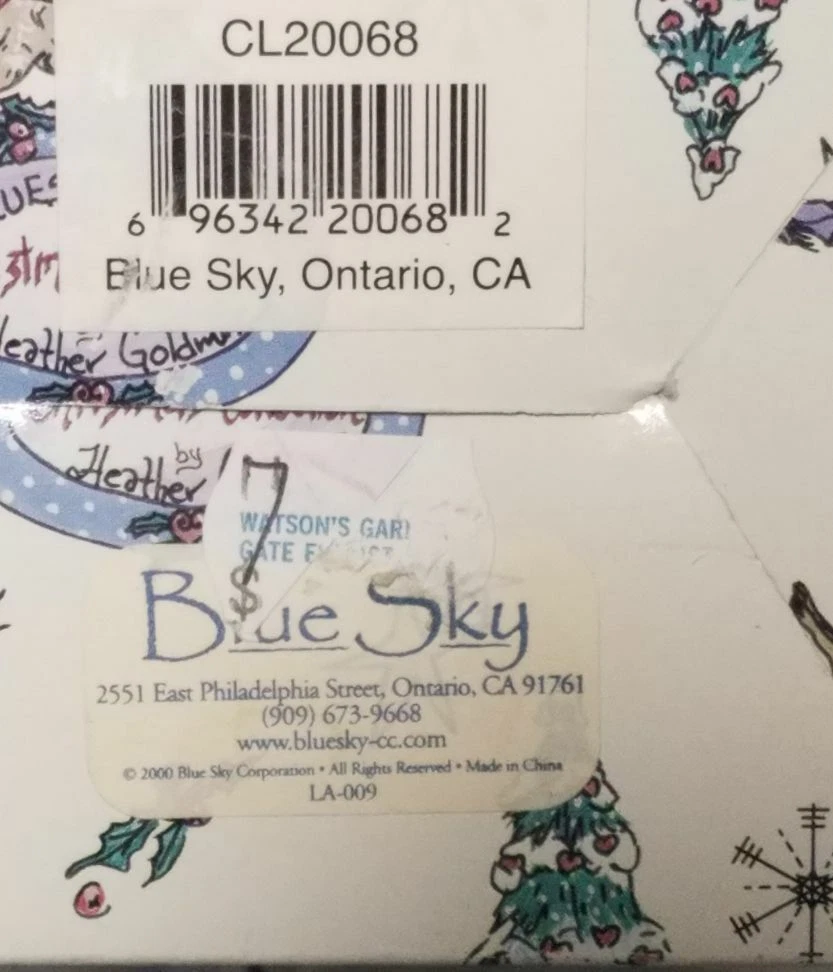 CL20068
6 96342 20068 2
Blue Sky, Ontario, CA
Heather
by
Heather
$7
WATSON'S
GATE
Blue Sky
2551 East Philadelphia Street, Ontario, CA 91761
(909) 673-9668
www.bluesky-cc.com
© 2000 Blue Sky Corporation • All Rights Reserved • Made in China
LA-009